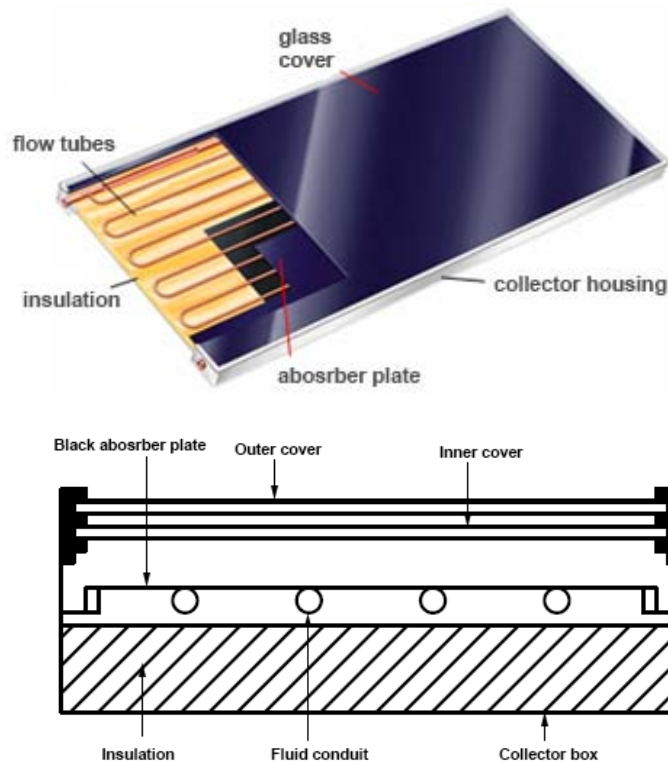 glass
cover
flow tubes
insulation
collector housing
abosrber plate
Black abosrber plate
Outer cover
Inner cover
Insulation
Fluid conduit
Collector box